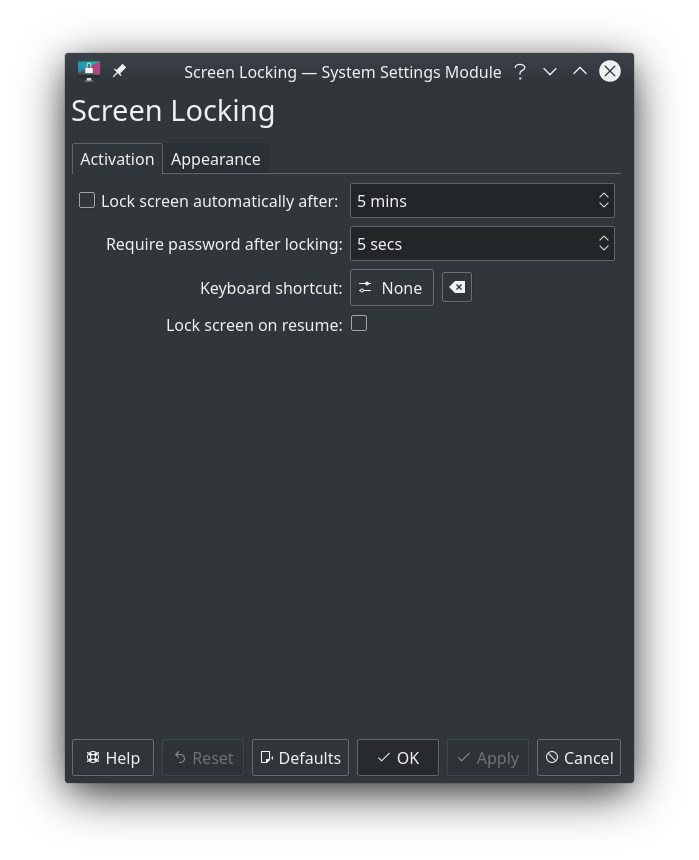 Screen Locking — System Settings Module
Screen Locking
Activation Appearance
Lock screen automatically after: 5 mins
Require password after locking: 5 secs
Keyboard shortcut: None
Lock screen on resume:
Help Reset Defaults OK Apply Cancel